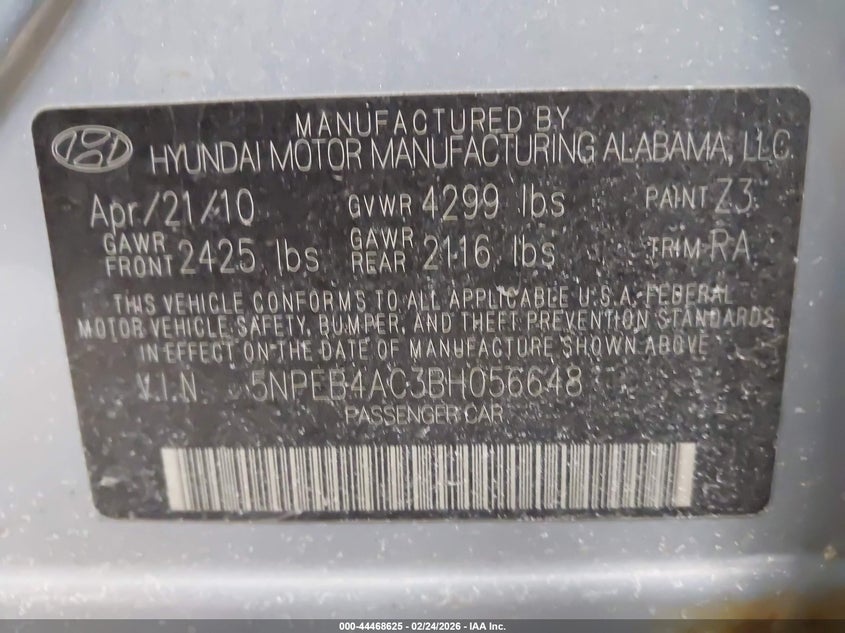 MANUFACTURED BY
HYUNDAI MOTOR MANUFACTURING ALABAMA, LLC
Apr/21/10 GVWR 4299 lbs PAINT Z3
GAWR FRONT 2425 lbs GAWR REAR 2116 lbs TRIM RA
THIS VEHICLE CONFORMS TO ALL APPLICABLE U.S.A. FEDERAL
MOTOR VEHICLE SAFETY, BUMPER, AND THEFT PREVENTION STANDARDS
IN EFFECT ON THE DATE OF MANUFACTURE SHOWN ABOVE.
V.I.N 5NPEB4AC3BH056648
PASSENGER CAR
000-44468625 - 02/24/2026 - IAA Inc.